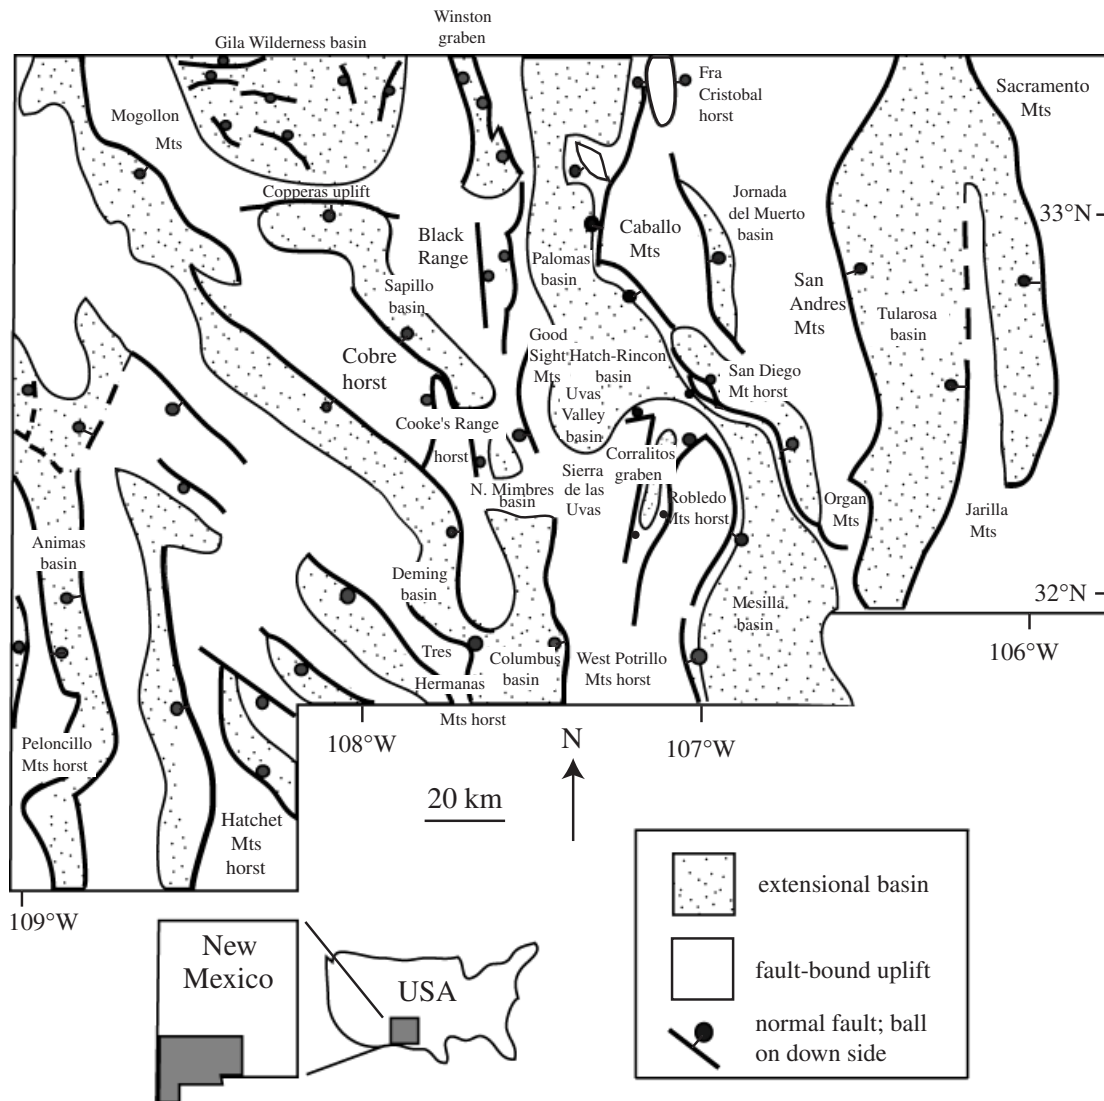 Winston
graben
Gila Wilderness basin
Fra
Cristobal
horst
Sacramento
Mts
Mogollon
Mts
Copperas uplift
Jornada
del Muerto
basin
33°N
Black
Range
Caballo
Mts
Palomas
basin
Sapillo
basin
San
Andres
Mts
Tularosa
basin
Good
Sight
Mts
Hatch-Rincon
basin
Cobre
horst
San Diego
Mt horst
Uvas
Valley
basin
Cooke's Range
horst
Corralitos
graben
Sierra
de las
Uvas
N. Mimbres
basin
Robledo
Mts horst
Organ
Mts
Jarilla
Mts
Animas
basin
Deming
basin
Mesilla
basin
32°N
106°W
Tres
Hermanas
Mts horst
Columbus
basin
West Potrillo
Mts horst
108°W
107°W
N
Peloncillo
Mts horst
20 km
Hatchet
Mts
horst
109°W
extensional basin
fault-bound uplift
normal fault; ball
on down side
New
Mexico
USA